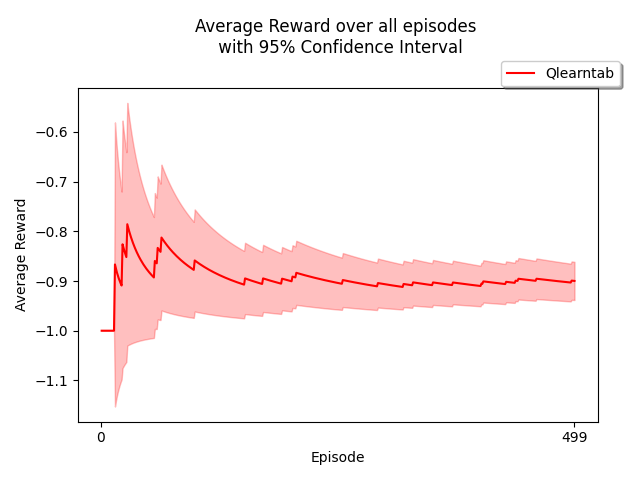 Average Reward over all episodes
with 95% Confidence Interval
Qlearntab
−0.6
−0.7
−0.8
−0.9
−1.0
−1.1
Average Reward
0
499
Episode